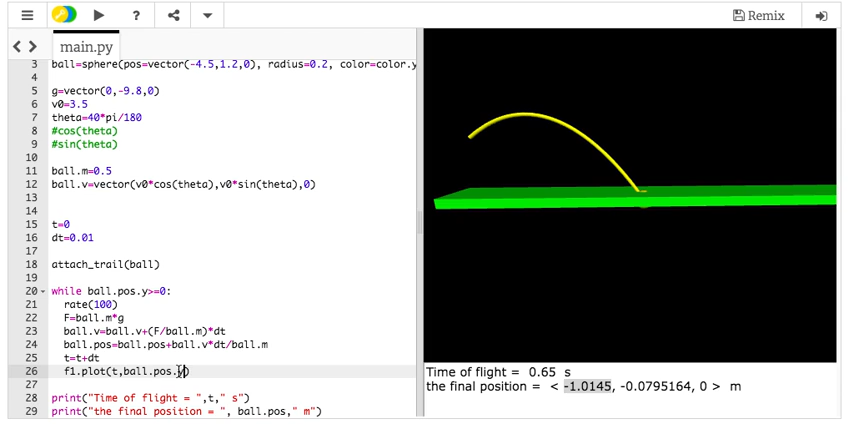 ? Remix
main.py
3 ball=sphere(pos=vector(-4.5,1.2,0), radius=0.2, color=color.y
4
5 g=vector(0,-9.8,0)
6 v0=3.5
7 theta=40*pi/180
8 #cos(theta)
9 #sin(theta)
10
11 ball.m=0.5
12 ball.v=vector(v0*cos(theta),v0*sin(theta),0)
13
14
15 t=0
16 dt=0.01
17
18 attach_trail(ball)
19
20 while ball.pos.y>=0:
21 rate(100)
22 F=ball.m*g
23 ball.v=ball.v+(F/ball.m)*dt
24 ball.pos=ball.pos+ball.v*dt/ball.m
25 t=t+dt
26 f1.plot(t,ball.pos.y)
27
28 print("Time of flight = ",t," s")
29 print("the final position = ", ball.pos," m")
Time of flight = 0.65 s
the final position = < -1.0145, -0.0795164, 0 > m